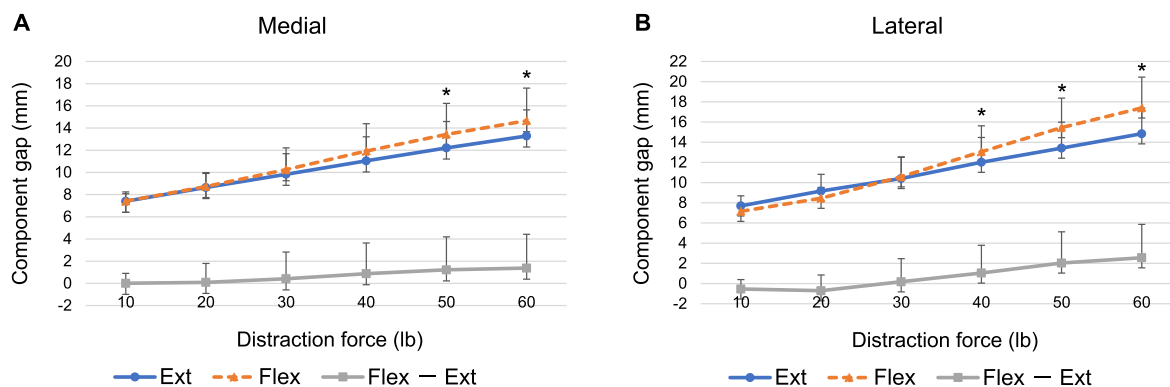 A
Medial
Component gap (mm)
20
18
16
14
12
10
8
6
4
2
0
-2
* *
10 20 30 40 50 60
Distraction force (lb)
Ext Flex Flex — Ext
B
Lateral
Component gap (mm)
22
20
18
16
14
12
10
8
6
4
2
0
-2
* * *
10 20 30 40 50 60
Distraction force (lb)
Ext Flex Flex — Ext